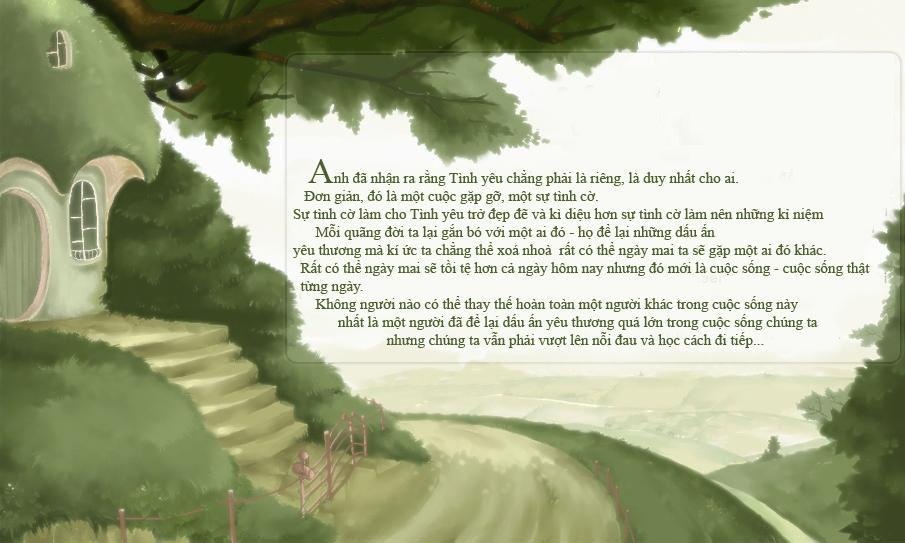 Anh đã nhận ra rằng Tình yêu chẳng phải là riêng, là duy nhất cho ai.
Đơn giản, đó là một cuộc gặp gỡ, một sự tình cờ.
Sự tình cờ làm cho Tình yêu trở đẹp đẽ và kì diệu hơn sự tình cờ làm nên những kỉ niệm
Mỗi quãng đời ta lại gắn bó với một ai đó - họ để lại những dấu ấn
yêu thương mà kí ức ta chẳng thể xoá nhoà rất có thể ngày mai ta sẽ gặp một ai đó khác.
Rất có thể ngày mai sẽ tồi tệ hơn cả ngày hôm nay nhưng đó mới là cuộc sống - cuộc sống thật
từng ngày.
Không người nào có thể thay thế hoàn toàn một người khác trong cuộc sống này
nhất là một người đã để lại dấu ấn yêu thương quá lớn trong cuộc sống chúng ta
nhưng chúng ta vẫn phải vượt lên nỗi đau và học cách đi tiếp...